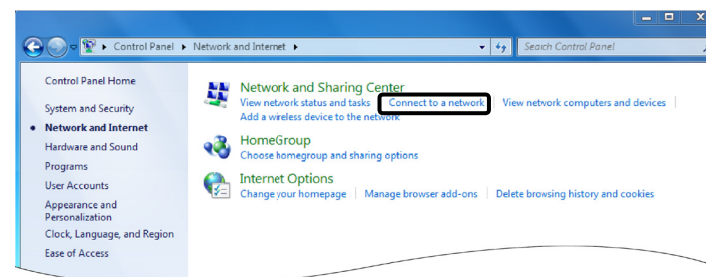 Control Panel ▸ Network and Internet ▸
Search Control Panel
Control Panel Home
System and Security
Network and Internet
Hardware and Sound
Programs
User Accounts
Appearance and
Personalization
Clock, Language, and Region
Ease of Access
Network and Sharing Center
View network status and tasks Connect to a network View network computers and devices
Add a wireless device to the network
HomeGroup
Choose homegroup and sharing options
Internet Options
Change your homepage Manage browser add-ons Delete browsing history and cookies